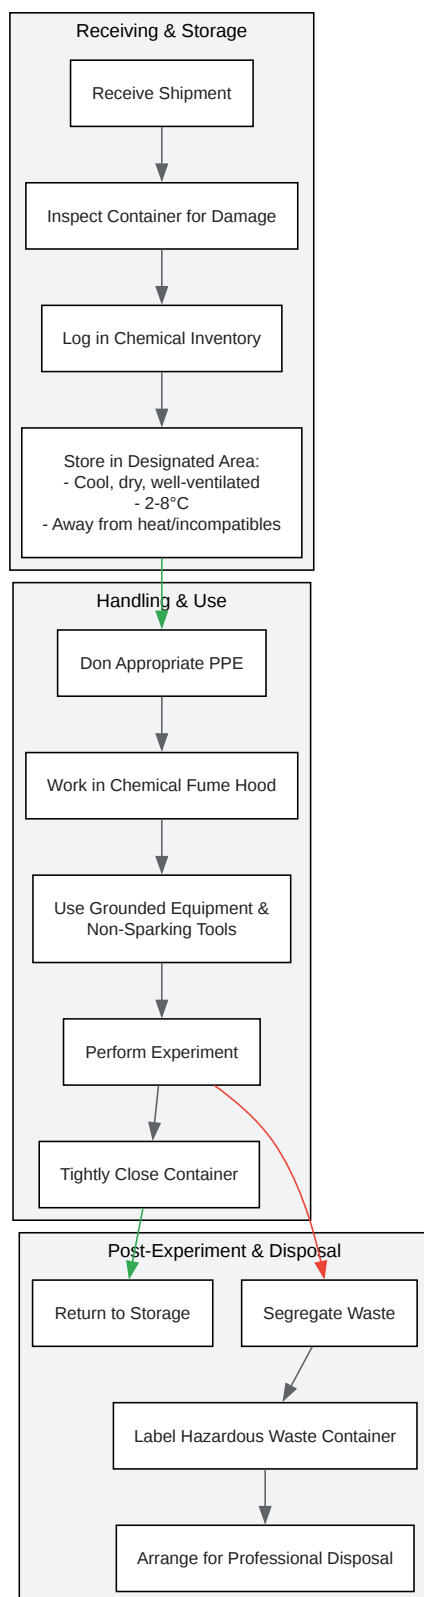 Receiving & Storage
Receive Shipment
Inspect Container for Damage
Log in Chemical Inventory
Store in Designated Area:
- Cool, dry, well-ventilated
- 2-8°C
- Away from heat/incompatibles
Handling & Use
Don Appropriate PPE
Work in Chemical Fume Hood
Use Grounded Equipment &
Non-Sparking Tools
Perform Experiment
Tightly Close Container
Post-Experiment & Disposal
Return to Storage
Segregate Waste
Label Hazardous Waste Container
Arrange for Professional Disposal